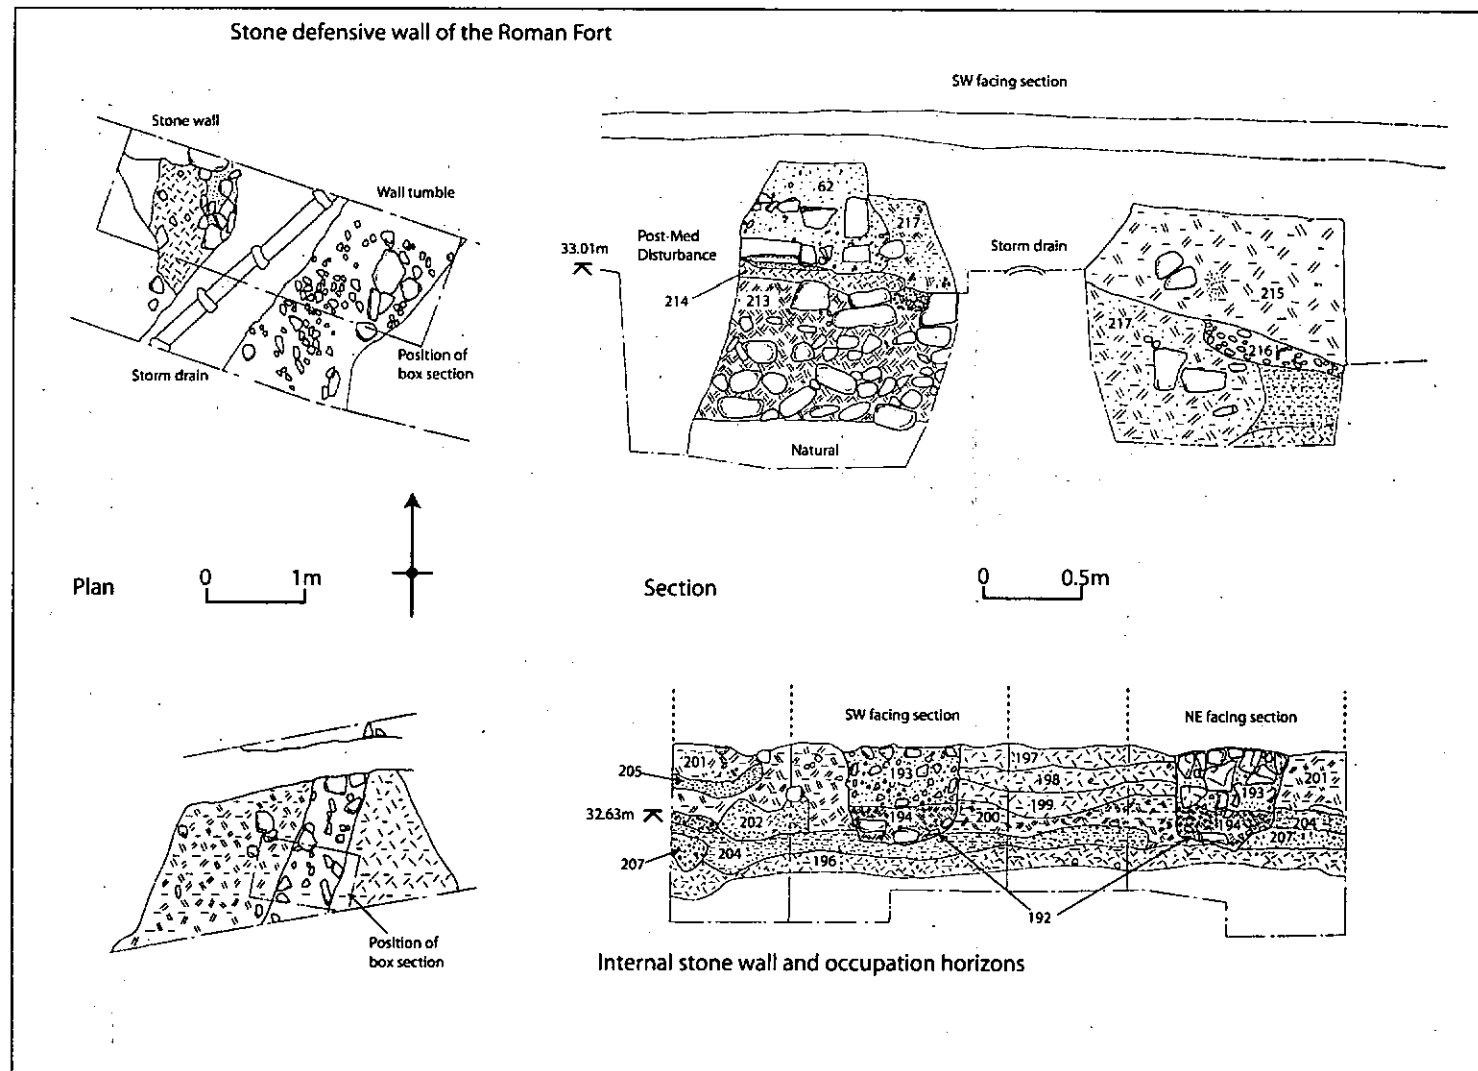 Stone defensive wall of the Roman Fort
SW facing section
Stone wall
Wall tumble
Position of
box section
Storm drain
62
217
33.01m
Post-Med
Disturbance
214
213
Natural
Storm drain
215
217
216
Plan
0 1m
Section
0 0.5m
Position of
box section
SW facing section
NE facing section
201
205
193
197
198
199
193
201
32.63m
202
194
200
194
204
207
207
204
196
192
Internal stone wall and occupation horizons